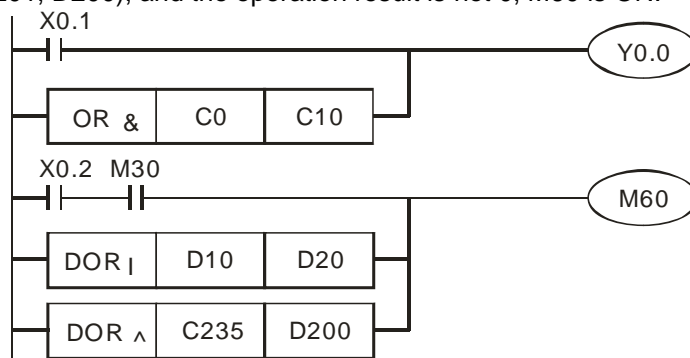 D200), and the operation result is not 0, M60 is ON.
X0.1
Y0.0
OR & C0 C10
X0.2 M30
M60
DOR | D10 D20
DOR ^ C235 D200